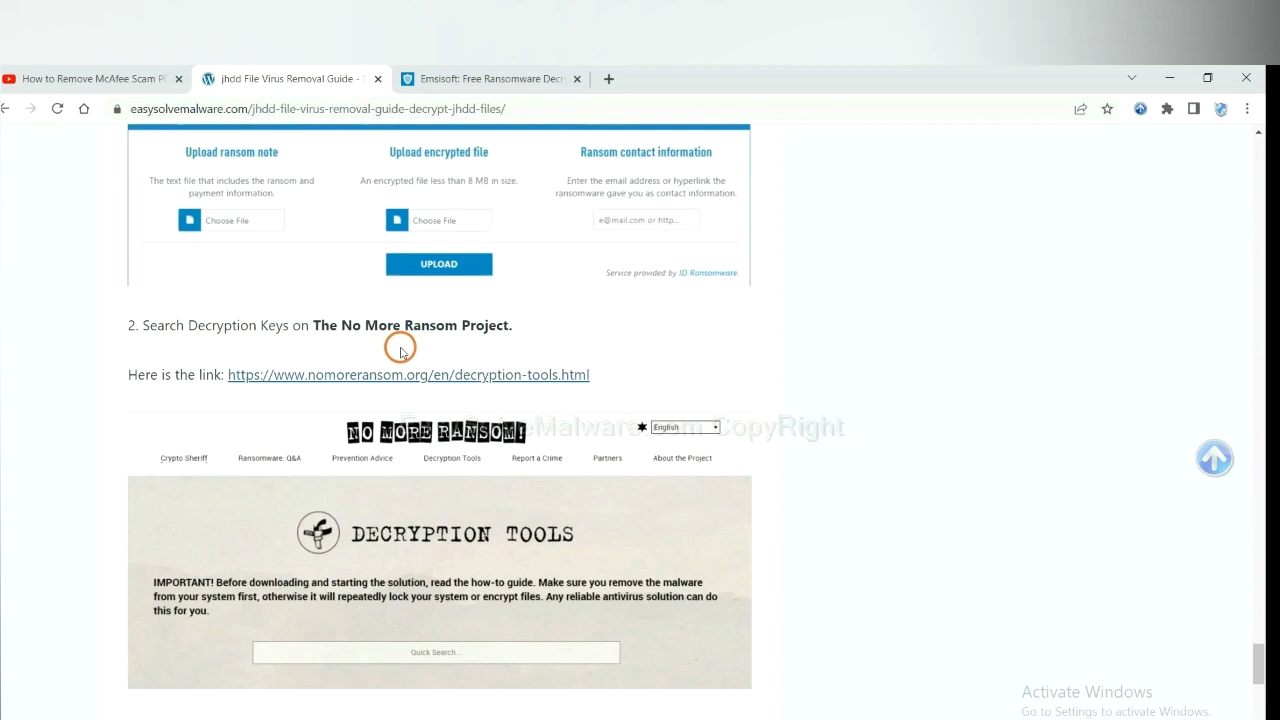 How to Remove McAfee Scam P
jhdd File Virus Removal Guide -
Emsisoft: Free Ransomware Decr
easysolvemalware.com/jhdd-file-virus-removal-guide-decrypt-jhdd-files/
Upload ransom note
Upload encrypted file
Ransom contact information
The text file that includes the ransom and
payment information.
An encrypted file less than 8 MB in size.
Enter the email address or hyperlink the
ransomware gave you as contact information.
Choose File
Choose File
e@mail.com or http...
UPLOAD
Service provided by ID Ransomware.
2. Search Decryption Keys on The No More Ransom Project.
Here is the link: https://www.nomoreransom.org/en/decryption-tools.html
NO MORE RANSOM!
English
CopyRight
Crypto Sheriff
Ransomware: Q&A
Prevention Advice
Decryption Tools
Report a Crime
Partners
About the Project
DECRYPTION TOOLS
IMPORTANT! Before downloading and starting the solution, read the how-to guide. Make sure you remove the malware
from your system first, otherwise it will repeatedly lock your system or encrypt files. Any reliable antivirus solution can do
this for you.
Quick Search...
Activate Windows
Go to Settings to activate Windows.